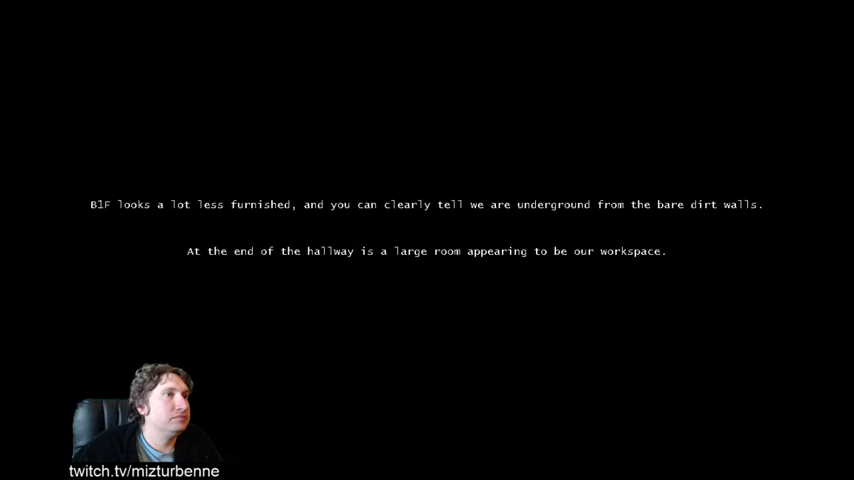 B1F looks a lot less furnished, and you can clearly tell we are underground from the bare dirt walls.
At the end of the hallway is a large room appearing to be our workspace.
twitch.tv/mizturbenne